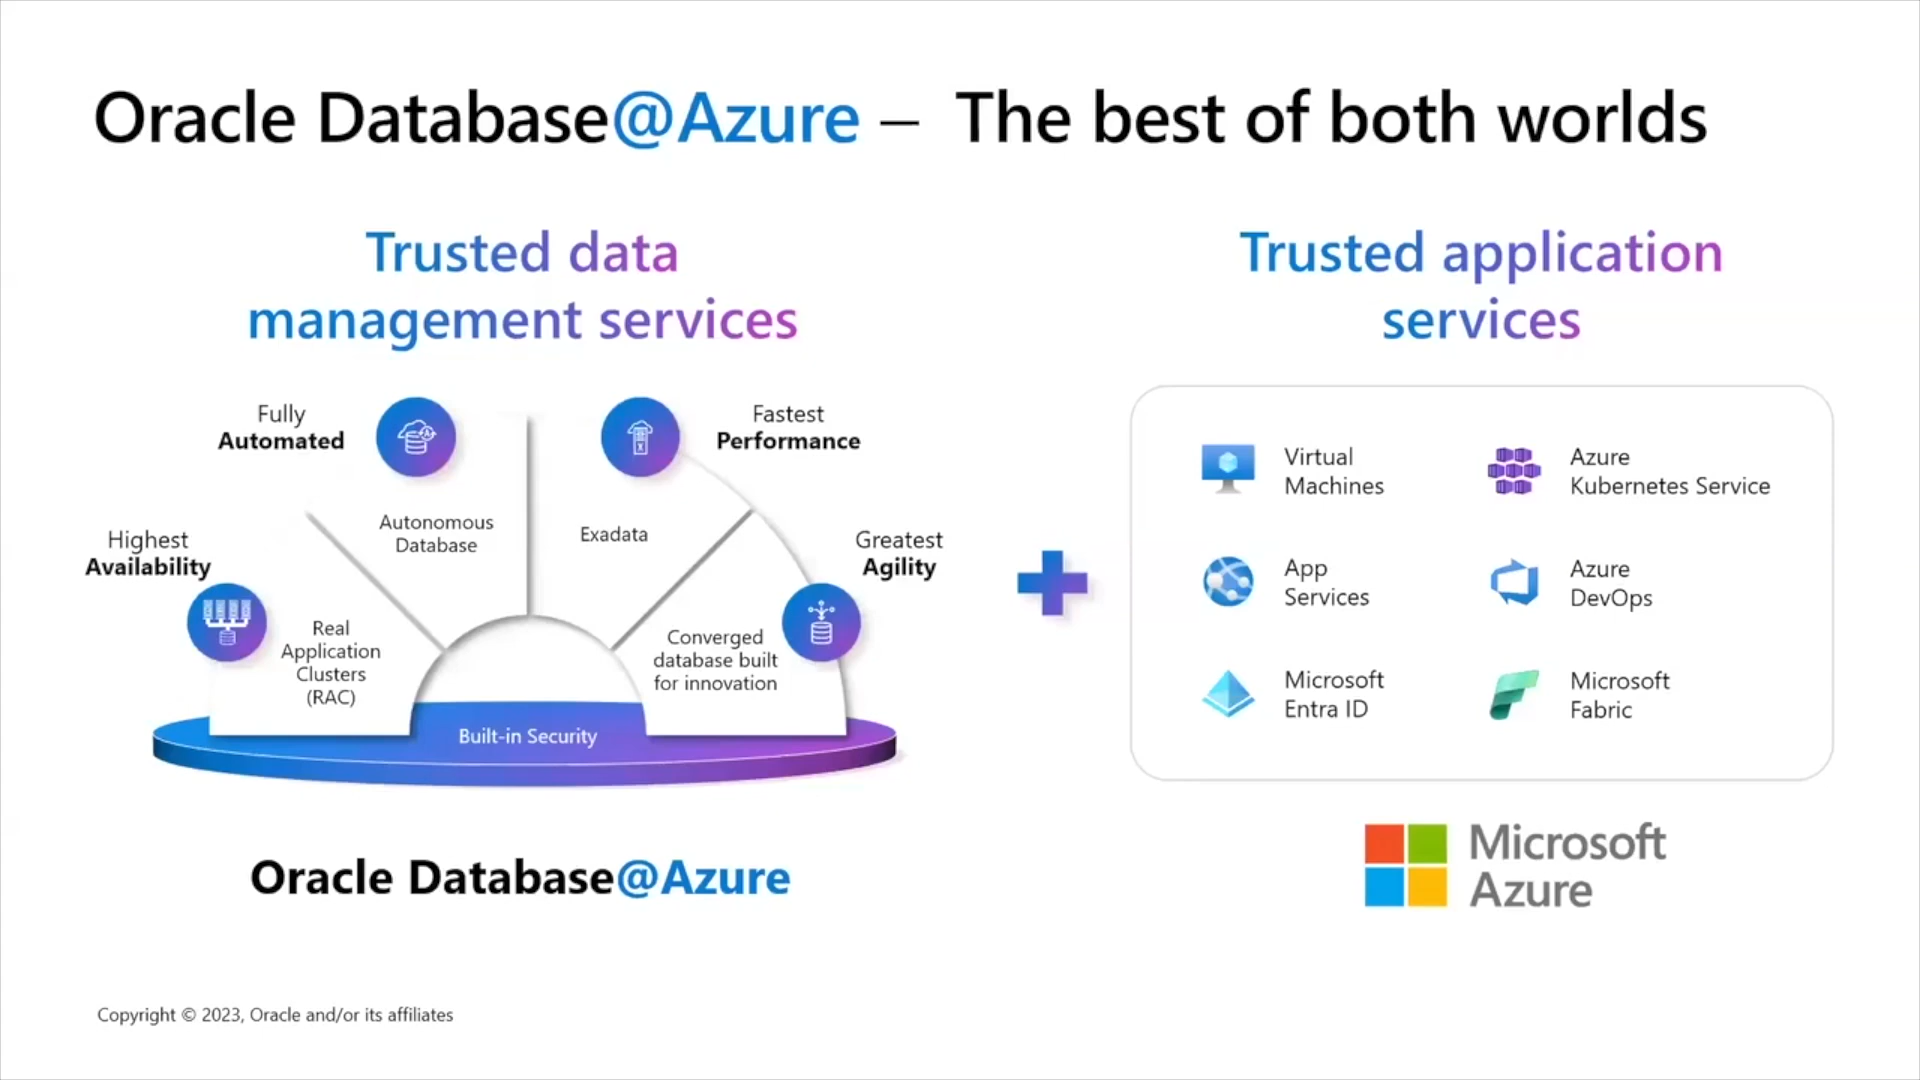 Oracle Database@Azure – The best of both worlds
Trusted data
management services
Fully
Automated
Fastest
Performance
Highest
Availability
Greatest
Agility
Real
Application
Clusters
(RAC)
Autonomous
Database
Exadata
Converged
database built
for innovation
Built-in Security
Oracle Database@Azure
Trusted application
services
Virtual
Machines
Azure
Kubernetes Service
App
Services
Azure
DevOps
Microsoft
Entra ID
Microsoft
Fabric
Microsoft
Azure
Copyright © 2023, Oracle and/or its affiliates